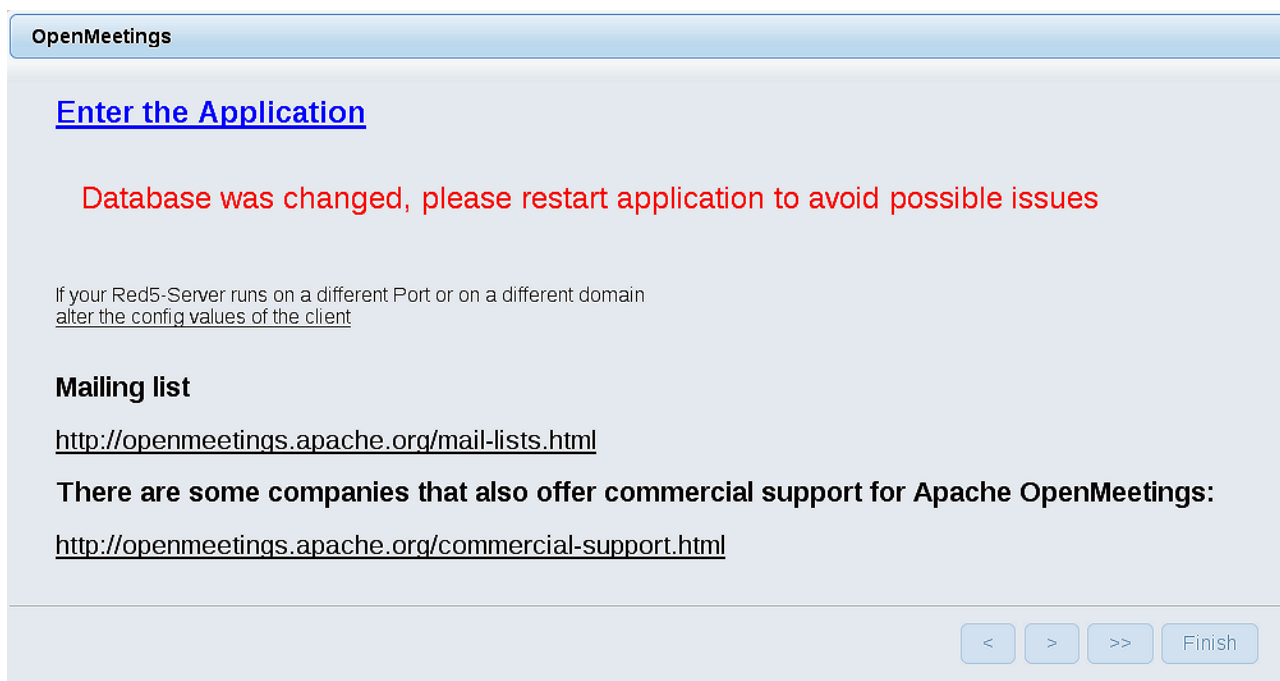 OpenMeetings
Enter the Application
Database was changed, please restart application to avoid possible issues
If your Red5-Server runs on a different Port or on a different domain
alter the config values of the client
Mailing list
http://openmeetings.apache.org/mail-lists.html
There are some companies that also offer commercial support for Apache OpenMeetings:
http://openmeetings.apache.org/commercial-support.html
< > >> Finish